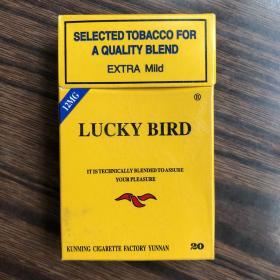 SELECTED TOBACCO FOR
A QUALITY BLEND
EXTRA Mild
12MG
®
LUCKY BIRD
IT IS TECHNICALLY BLENDED TO ASSURE
YOUR PLEASURE
KUNMING CIGARETTE FACTORY YUNNAN 20